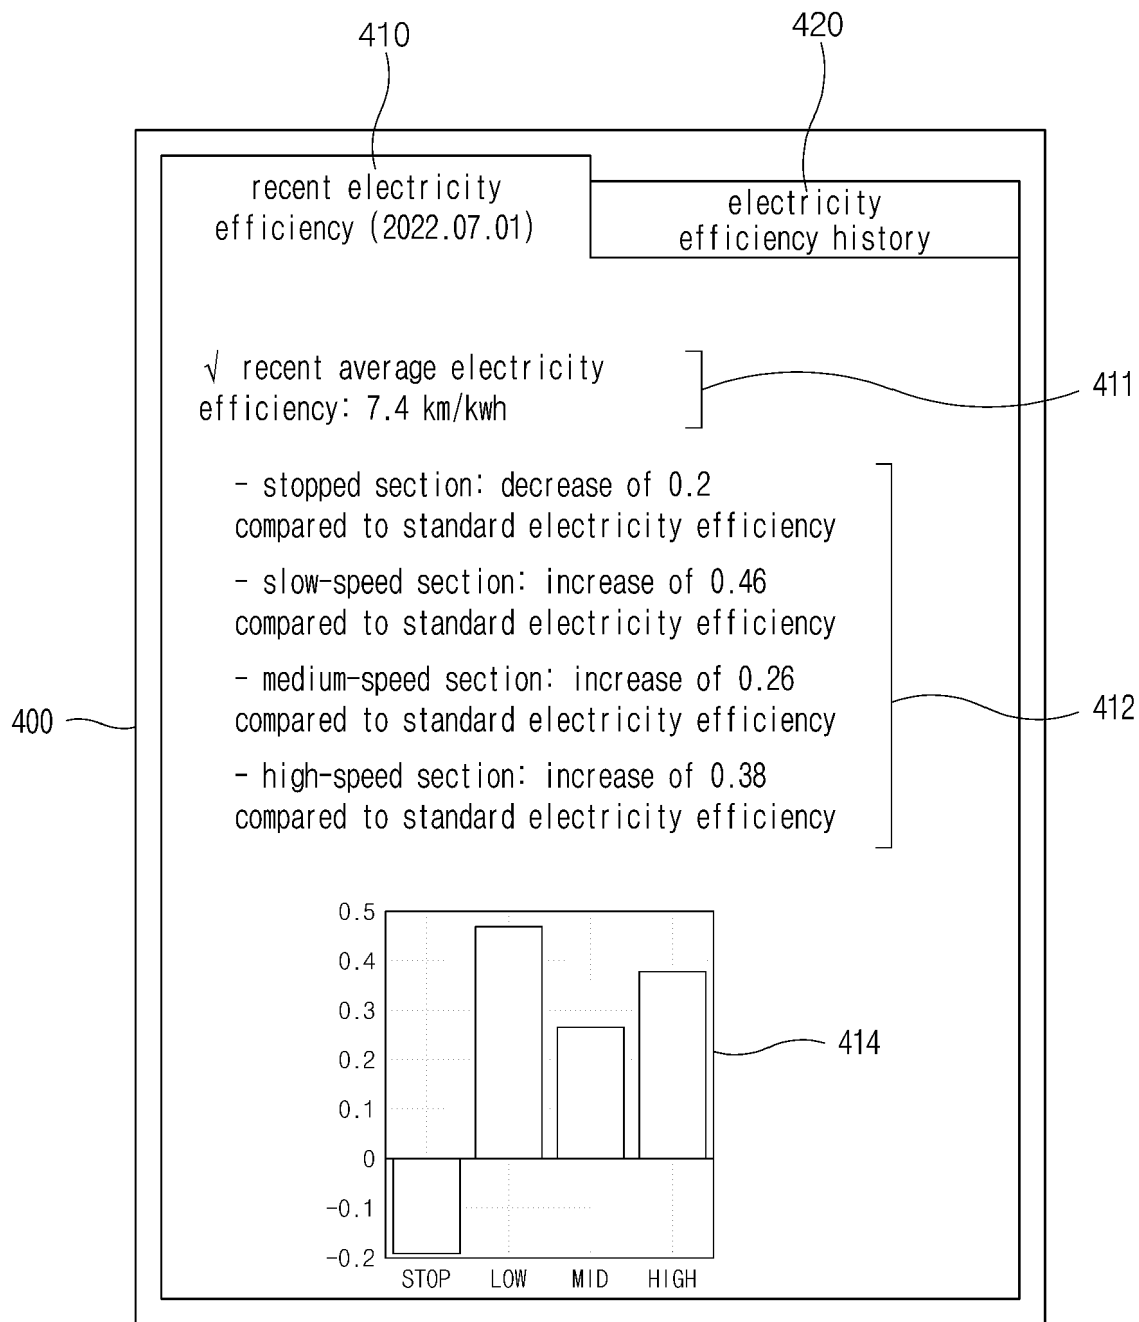 410
420
recent electricity
efficiency (2022.07.01)
electricity
efficiency history
√ recent average electricity
efficiency: 7.4 km/kwh
411
- stopped section: decrease of 0.2
compared to standard electricity efficiency
- slow-speed section: increase of 0.46
compared to standard electricity efficiency
- medium-speed section: increase of 0.26
compared to standard electricity efficiency
400
412
- high-speed section: increase of 0.38
compared to standard electricity efficiency
0.5
0.4
0.3
0.2
0.1
0
-0.1
-0.2
414
STOP LOW MID HIGH